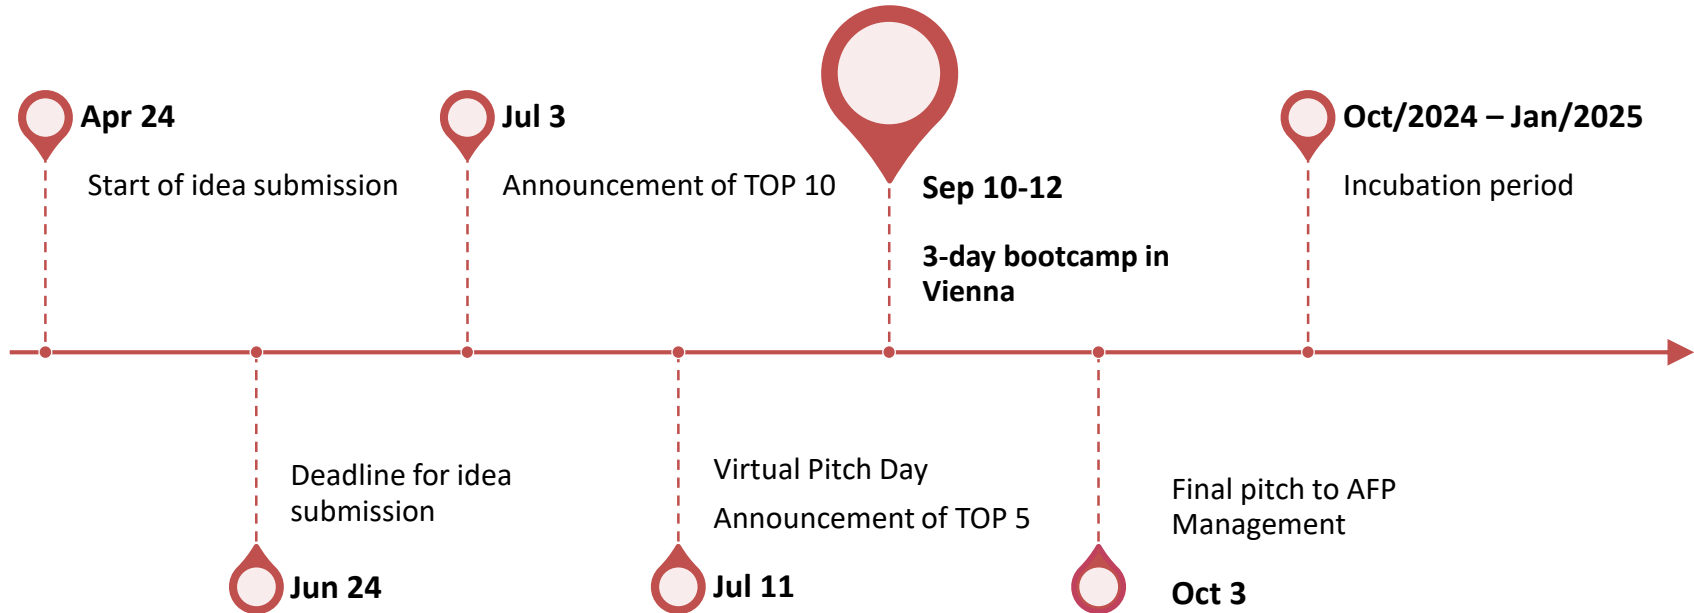 Apr 24
Start of idea submission
Deadline for idea
submission
Jun 24
Jul 3
Announcement of TOP 10
Virtual Pitch Day
Announcement of TOP 5
Jul 11
Sep 10-12
3-day bootcamp in
Vienna
Final pitch to AFP
Management
Oct 3
Oct/2024 – Jan/2025
Incubation period